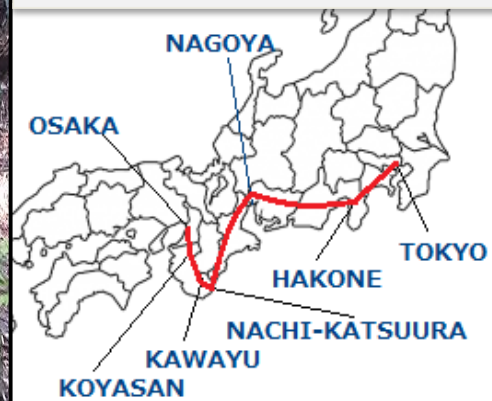 NAGOYA
OSAKA
TOKYO
HAKONE
NACHI-KATSUURA
KAWAYU
KOYASAN